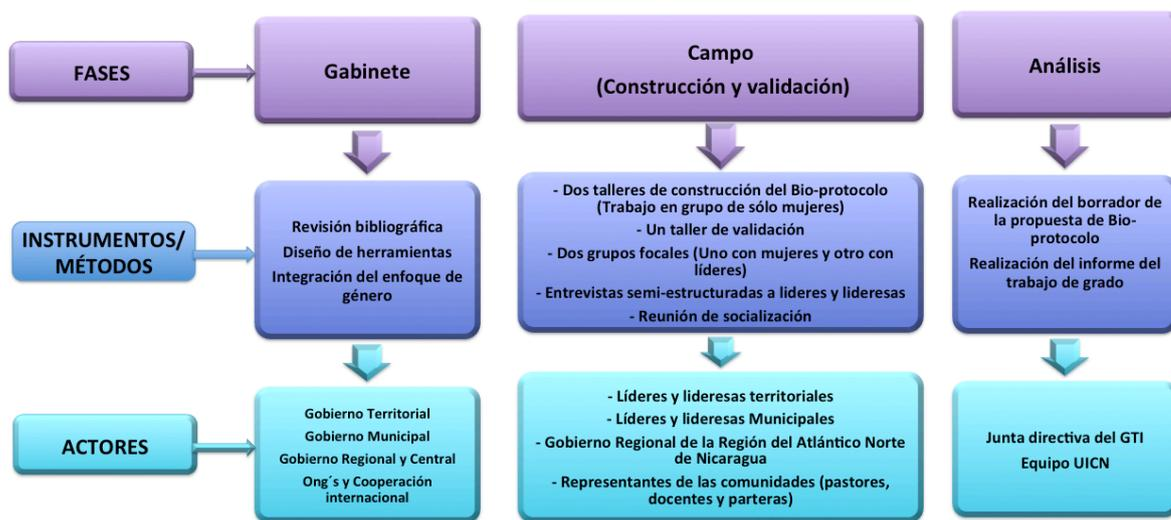 FASES
Gabinete
Campo
(Construcción y validación)
Análisis
INSTRUMENTOS/
MÉTODOS
Revisión bibliográfica
Diseño de herramientas
Integración del enfoque de
género
- Dos talleres de construcción del Bio-protocolo
(Trabajo en grupo de sólo mujeres)
- Un taller de validación
- Dos grupos focales (Uno con mujeres y otro con
líderes)
- Entrevistas semi-estructuradas a lideres y lideresas
- Reunión de socialización
Realización del borrador de
la propuesta de Bio-
protocolo
Realización del informe del
trabajo de grado
ACTORES
Gobierno Territorial
Gobierno Municipal
Gobierno Regional y Central
Ong´s y Cooperación
internacional
- Líderes y lideresas territoriales
- Líderes y lideresas Municipales
- Gobierno Regional de la Región del Atlántico Norte
de Nicaragua
- Representantes de las comunidades (pastores,
docentes y parteras)
Junta directiva del GTI
Equipo UICN